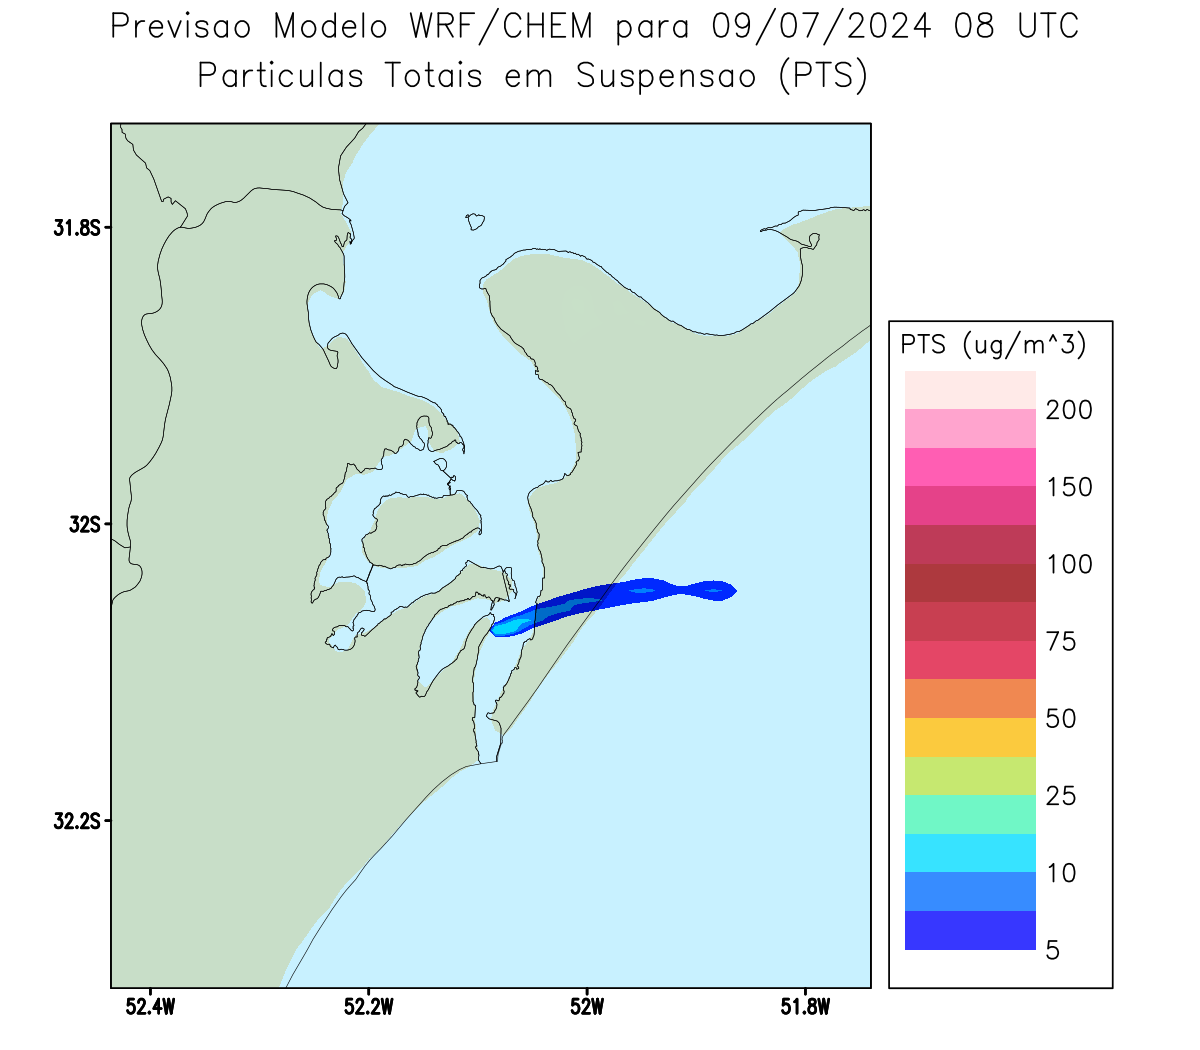 Previsao Modelo WRF/CHEM para 09/07/2024 08 UTC
Particulas Totais em Suspensao (PTS)
31.8S
32S
32.2S
52.4W
52.2W
52W
51.8W
PTS (ug/m^3)
200
150
100
75
50
25
10
5